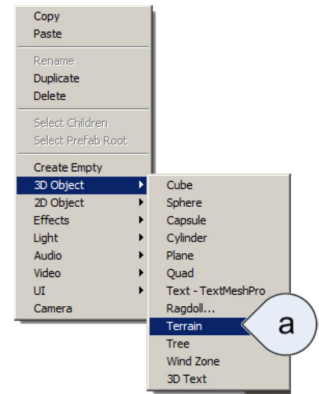 Copy
Paste
Rename
Duplicate
Delete
Select Children
Select Prefab Root
Create Empty
3D Object
2D Object
Effects
Light
Audio
Video
UI
Camera
Cube
Sphere
Capsule
Cylinder
Plane
Quad
Text - TextMeshPro
Ragdoll...
Terrain
a
Tree
Wind Zone
3D Text